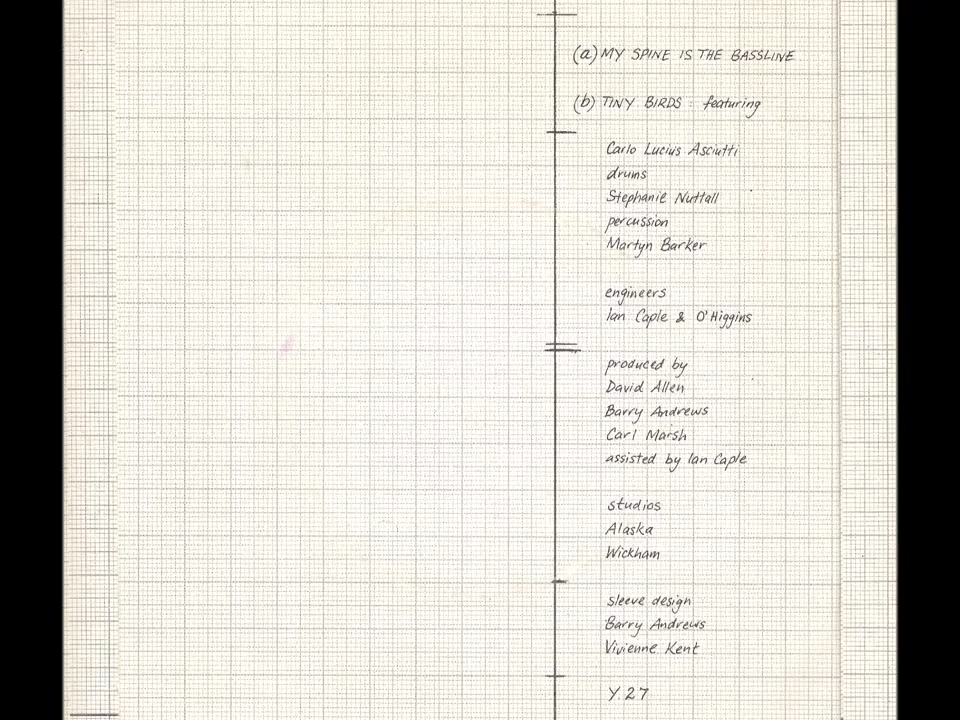 (a) MY SPINE IS THE BASSLINE
(b) TINY BIRDS : featuring
Carlo Lucius Asciutti
drums
Stephanie Nuttall
percussion
Martyn Barker
engineers
Ian Caple & O'Higgins
produced by
David Allen
Barry Andrews
Carl Marsh
assisted by Ian Caple
studios
Alaska
Wickham
sleeve design
Barry Andrews
Vivienne Kent
Y.27